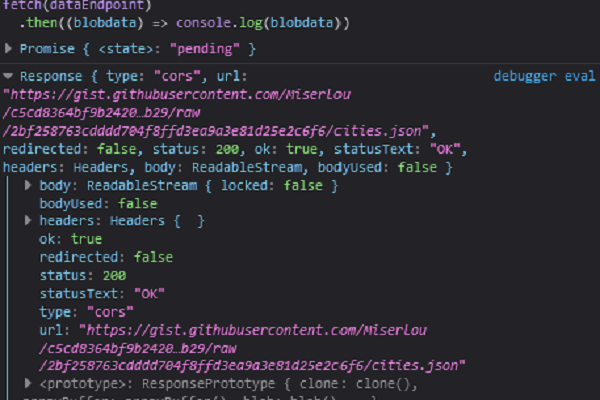 fetch(dataEndpoint)
.then((blobdata) => console.log(blobdata))
Promise { <state>: "pending" }
Response { type: "cors", url: debugger eval
"https://gist.githubusercontent.com/Miserlou
/c5cd8364bf9b2420…b29/raw
/2bf258763cdddd704f8ffd3ea9a3e81d25e2c6f6/cities.json",
redirected: false, status: 200, ok: true, statusText: "OK",
headers: Headers, body: ReadableStream, bodyUsed: false }
body: ReadableStream { locked: false }
bodyUsed: false
headers: Headers { }
ok: true
redirected: false
status: 200
statusText: "OK"
type: "cors"
url: "https://gist.githubusercontent.com/Miserlou
/c5cd8364bf9b2420…b29/raw
/2bf258763cdddd704f8ffd3ea9a3e81d25e2c6f6/cities.json"
<prototype>: ResponsePrototype { clone: clone(),